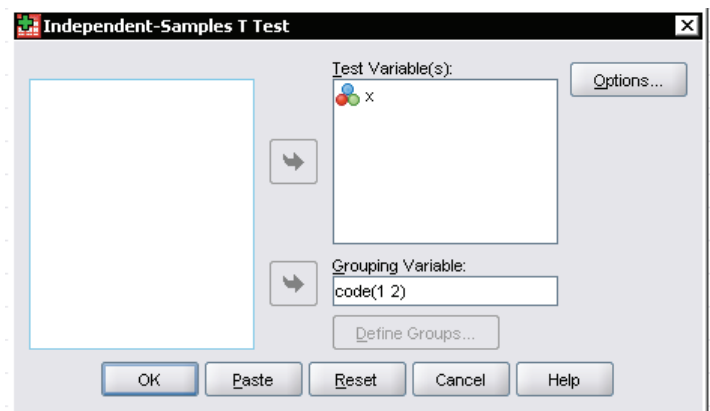 Independent-Samples T Test
Test Variable(s):
x
Options...
Grouping Variable:
code(1 2)
Define Groups...
OK
Paste
Reset
Cancel
Help